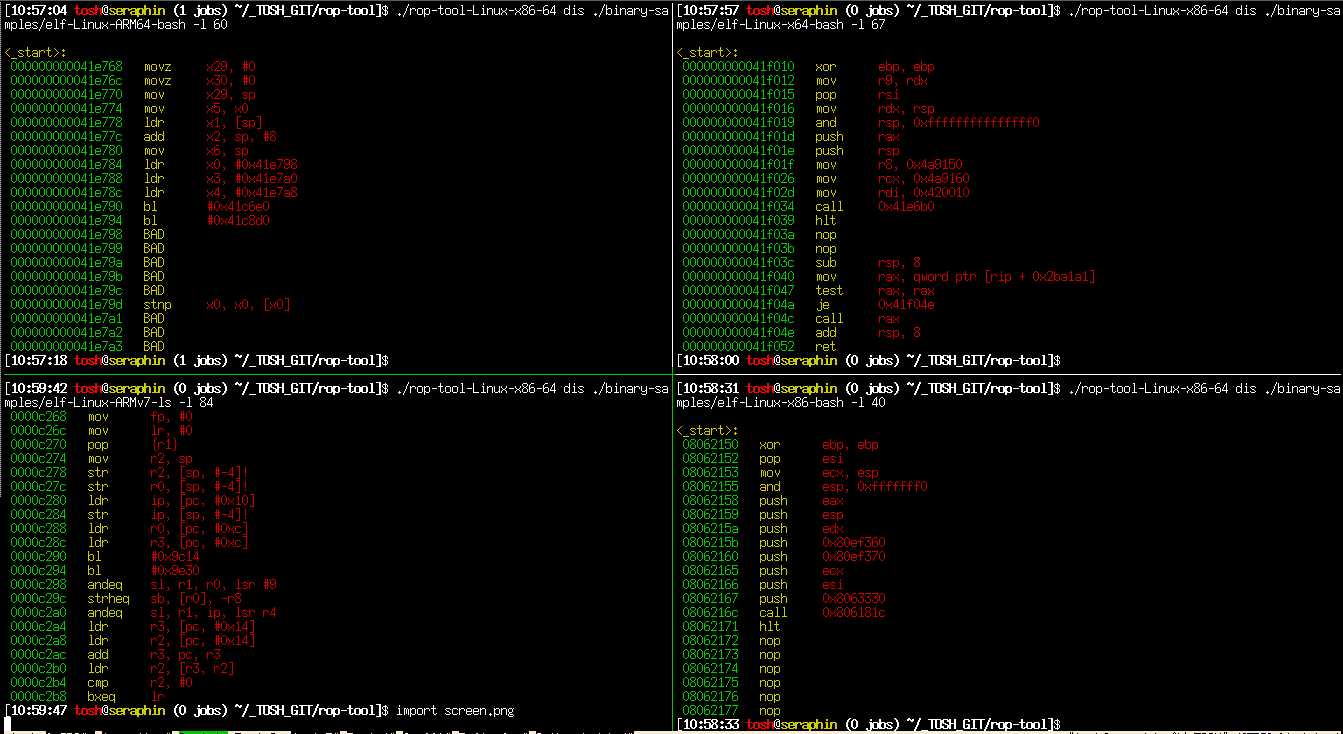 [10:57:04 tosh@seraphin (1 jobs) ~/_TOSH_GIT/rop-tool]$ ./rop-tool-Linux-x86-64 dis ./binary-sa
mples/elf-Linux-ARM64-bash -l 60
<_start>:
000000000041e768 movz x29, #0
000000000041e76c movz x30, #0
000000000041e770 mov x29, sp
000000000041e774 mov x5, x0
000000000041e778 ldr x1, [sp]
000000000041e77c add x2, sp, #8
000000000041e780 mov x6, sp
000000000041e784 ldr x0, #0x41e798
000000000041e788 ldr x3, #0x41e7a0
000000000041e78c ldr x4, #0x41e7a8
000000000041e790 bl #0x41c6e0
000000000041e794 bl #0x41c8d0
000000000041e798 BAD
000000000041e799 BAD
000000000041e79a BAD
000000000041e79b BAD
000000000041e79c BAD
000000000041e79d stnp x0, x0, [x0]
000000000041e7a1 BAD
000000000041e7a2 BAD
000000000041e7a3 BAD
[10:57:18 tosh@seraphin (1 jobs) ~/_TOSH_GIT/rop-tool]$
[10:57:57 tosh@seraphin (0 jobs) ~/_TOSH_GIT/rop-tool]$ ./rop-tool-Linux-x86-64 dis ./binary-sa
mples/elf-Linux-x64-bash -l 67
<_start>:
000000000041f010 xor ebp, ebp
000000000041f012 mov r9, rdx
000000000041f015 pop rsi
000000000041f016 mov rdx, rsp
000000000041f019 and rsp, 0xfffffffffffffff0
000000000041f01d push rax
000000000041f01e push rsp
000000000041f01f mov r8, 0x4a9150
000000000041f026 mov rcx, 0x4a9160
000000000041f02d mov rdi, 0x420010
000000000041f034 call 0x41e6b0
000000000041f039 hlt
000000000041f03a nop
000000000041f03b nop
000000000041f03c sub rsp, 8
000000000041f040 mov rax, qword ptr [rip + 0x2ba1a1]
000000000041f047 test rax, rax
000000000041f04a je 0x41f04e
000000000041f04c call rax
000000000041f04e add rsp, 8
000000000041f052 ret
[10:58:00 tosh@seraphin (0 jobs) ~/_TOSH_GIT/rop-tool]$
[10:59:42 tosh@seraphin (0 jobs) ~/_TOSH_GIT/rop-tool]$ ./rop-tool-Linux-x86-64 dis ./binary-sa
mples/elf-Linux-ARMv7-ls -l 84
0000c268 mov fp, #0
0000c26c mov lr, #0
0000c270 pop {r1}
0000c274 mov r2, sp
0000c278 str r2, [sp, #-4]!
0000c27c str r0, [sp, #-4]!
0000c280 ldr ip, [pc, #0x10]
0000c284 str ip, [sp, #-4]!
0000c288 ldr r0, [pc, #0xc]
0000c28c ldr r3, [pc, #0xc]
0000c290 bl #0x9c14
0000c294 bl #0x9e30
0000c298 andeq sl, r1, r0, lsr #9
0000c29c strheq sb, [r0], -r8
0000c2a0 andeq sl, r1, ip, lsr r4
0000c2a4 ldr r3, [pc, #0x14]
0000c2a8 ldr r2, [pc, #0x14]
0000c2ac add r3, pc, r3
0000c2b0 ldr r2, [r3, r2]
0000c2b4 cmp r2, #0
0000c2b8 bxeq lr
[10:59:47 tosh@seraphin (0 jobs) ~/_TOSH_GIT/rop-tool]$ import screen.png
[10:58:31 tosh@seraphin (0 jobs) ~/_TOSH_GIT/rop-tool]$ ./rop-tool-Linux-x86-64 dis ./binary-sa
mples/elf-Linux-x86-bash -l 40
<_start>:
08062150 xor ebp, ebp
08062152 pop esi
08062153 mov ecx, esp
08062155 and esp, 0xfffffff0
08062158 push eax
08062159 push esp
0806215a push edx
0806215b push 0x80ef360
08062160 push 0x80ef370
08062165 push ecx
08062166 push esi
08062167 push 0x8063330
0806216c call 0x806181c
08062171 hlt
08062172 nop
08062173 nop
08062174 nop
08062175 nop
08062176 nop
08062177 nop
[10:58:33 tosh@seraphin (0 jobs) ~/_TOSH_GIT/rop-tool]$